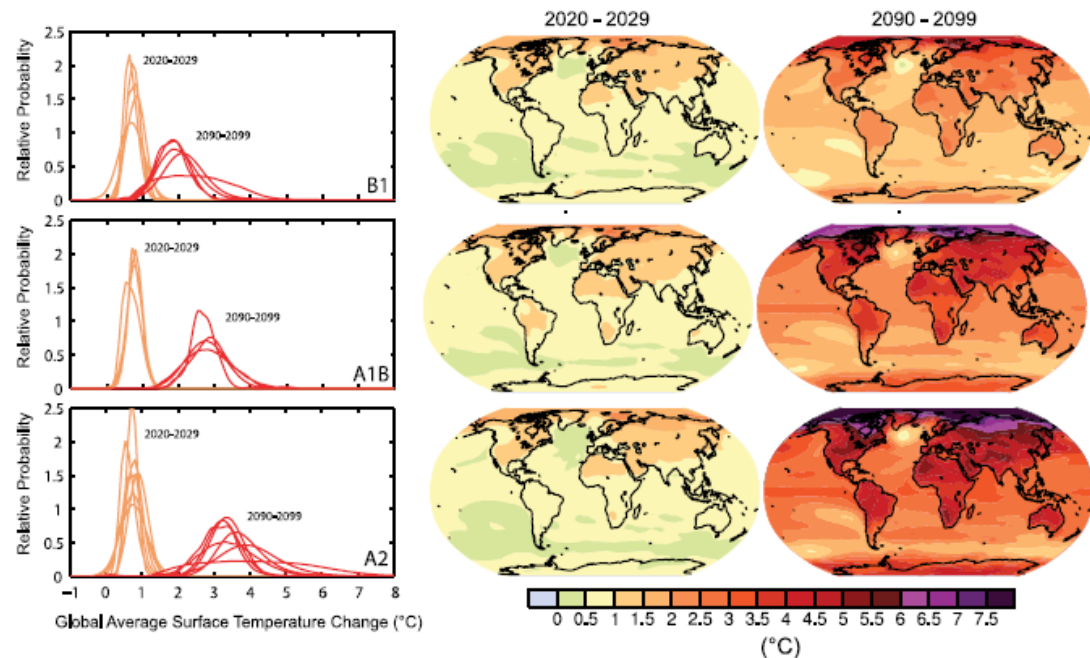 2020 - 2029
2090 - 2099
2.5
2
1.5
1
0.5
0
Relative Probability
2020-2029
2090-2099
B1
2.5
2
1.5
1
0.5
0
Relative Probability
2020-2029
2090-2099
A1B
2.5
2
1.5
1
0.5
0
Relative Probability
2020-2029
2090-2099
A2
−1 0 1 2 3 4 5 6 7 8
Global Average Surface Temperature Change (°C)
0 0.5 1 1.5 2 2.5 3 3.5 4 4.5 5 5.5 6 6.5 7 7.5
(°C)